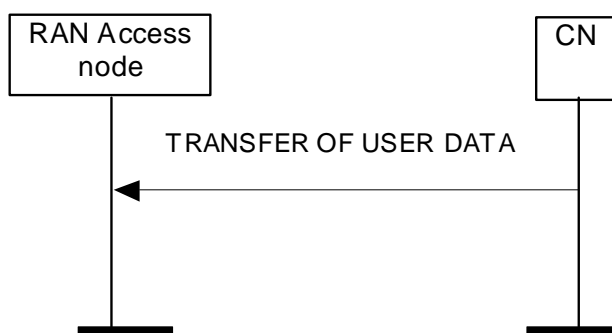 RAN Access
node
CN
TRANSFER OF USER DATA